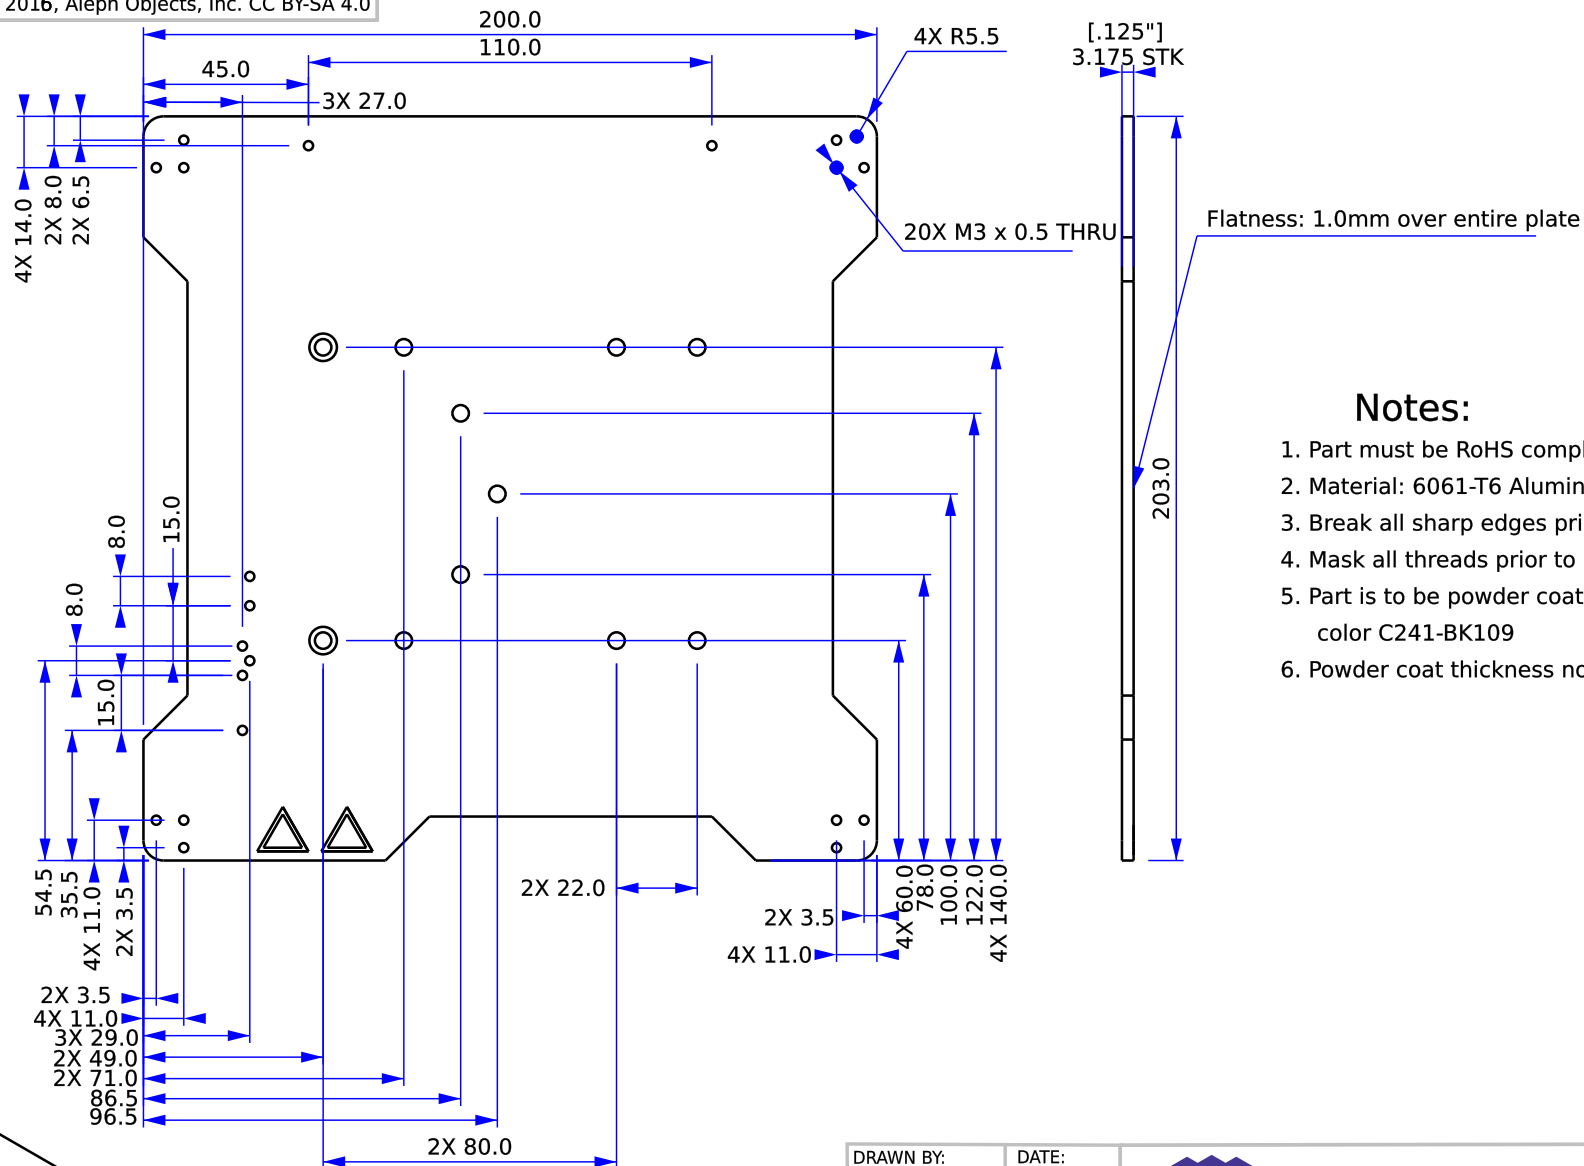 2016, Aleph Objects, Inc. CC BY-SA 4.0
200.0
110.0
45.0
3X 27.0
4X R5.5
[.125"]
3.175 STK
4X 14.0
2X 8.0
2X 6.5
20X M3 x 0.5 THRU
Flatness: 1.0mm over entire plate
203.0
Notes:
1. Part must be RoHS
2. Material: 6061-T6
3. Break all sharp edges
4. Mask all threads prior to
5. Part is to be powder
color C241-BK109
6. Powder coat thickness
8.0
15.0
8.0
15.0
54.5
35.5
4X 11.0
2X 3.5
2X 22.0
2X 3.5
4X 11.0
4X 60.0
78.0
100.0
122.0
4X 140.0
2X 3.5
4X 11.0
3X 29.0
2X 49.0
2X 71.0
86.5
96.5
2X 80.0
DRAWN BY:
DATE: